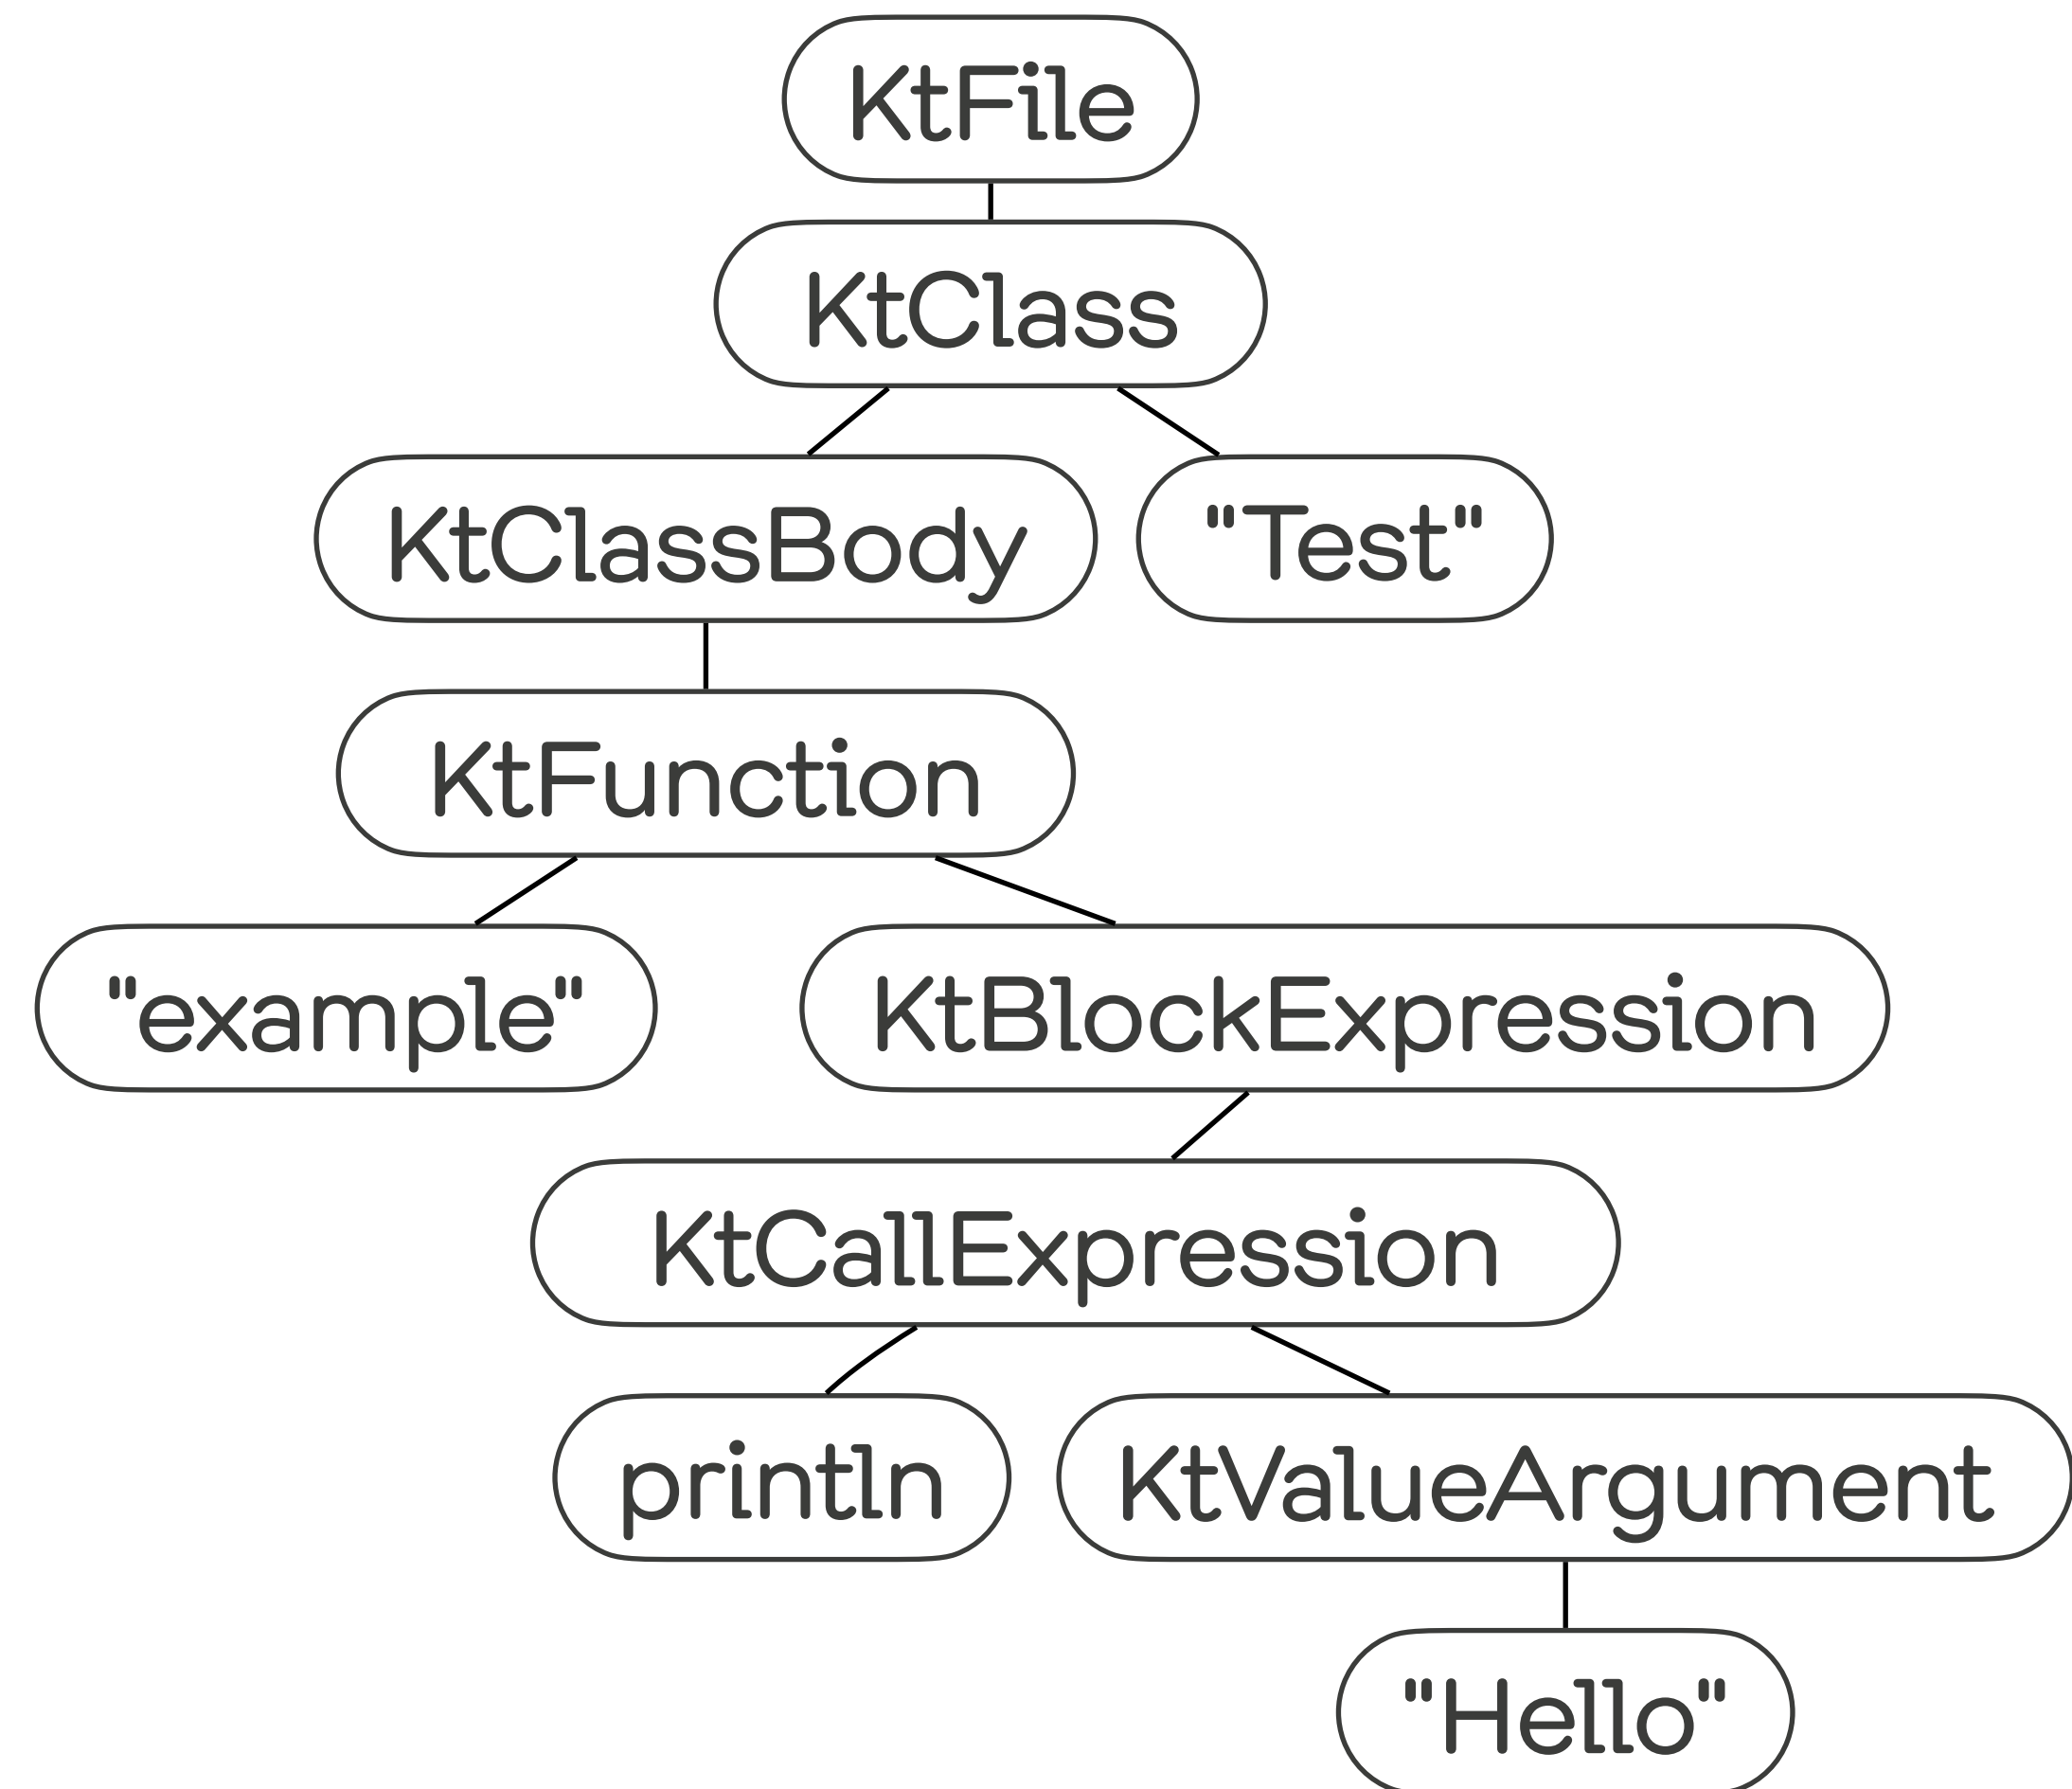 KtFile
KtClass
KtClassBody
"Test"
KtFunction
"example"
KtBlockExpression
KtCallExpression
println
KtValueArgument
"Hello"